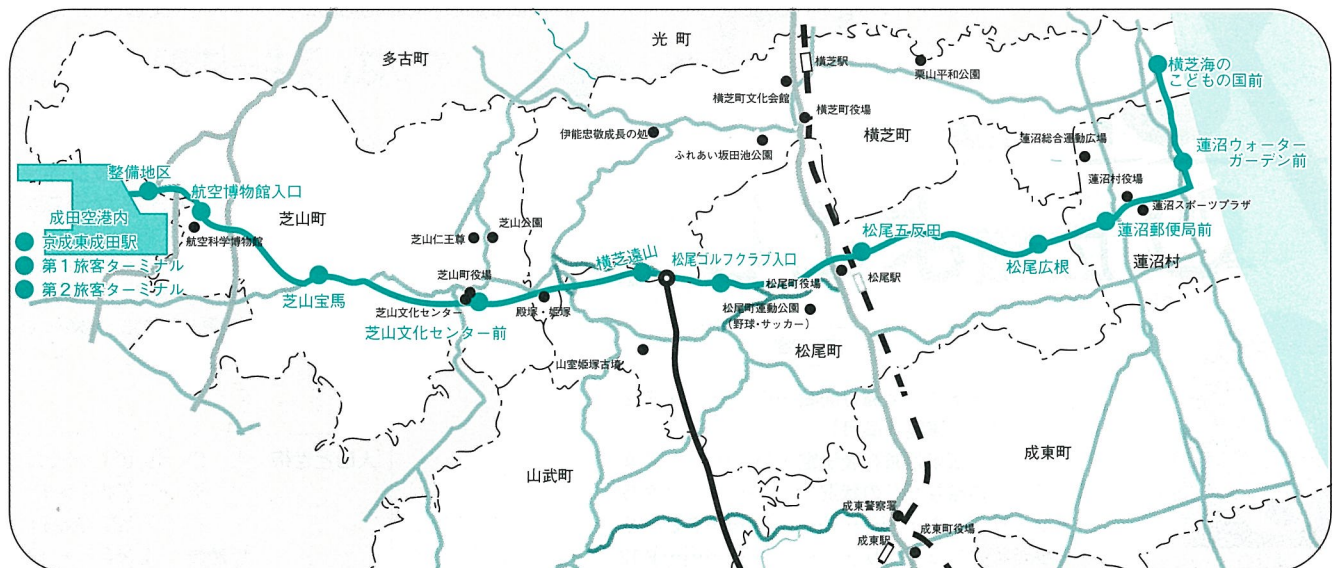 光町
多古町
横芝駅
栗山平和公園
横芝海の
こどもの国前
横芝町文化会館
横芝町役場
横芝町
伊能忠敬成長の処
ふれあい坂田池公園
蓮沼総合運動広場
蓮沼ウォーター
ガーデン前
整備地区
航空博物館入口
蓮沼村役場
蓮沼スポーツプラザ
成田空港内
芝山町
芝山公園
松尾五反田
蓮沼郵便局前
京成東成田駅
航空科学博物館
芝山仁王尊
横芝遠山
松尾ゴルフクラブ入口
松尾広根
蓮沼村
第1旅客ターミナル
芝山町役場
松尾駅
第2旅客ターミナル
松尾町役場
芝山宝馬
芝山文化センター
殿塚・姫塚
松尾町運動公園
(野球・サッカー)
芝山文化センター前
松尾町
山室姫塚古墳
成東町
山武町
成東警察署
成東町役場
成東駅